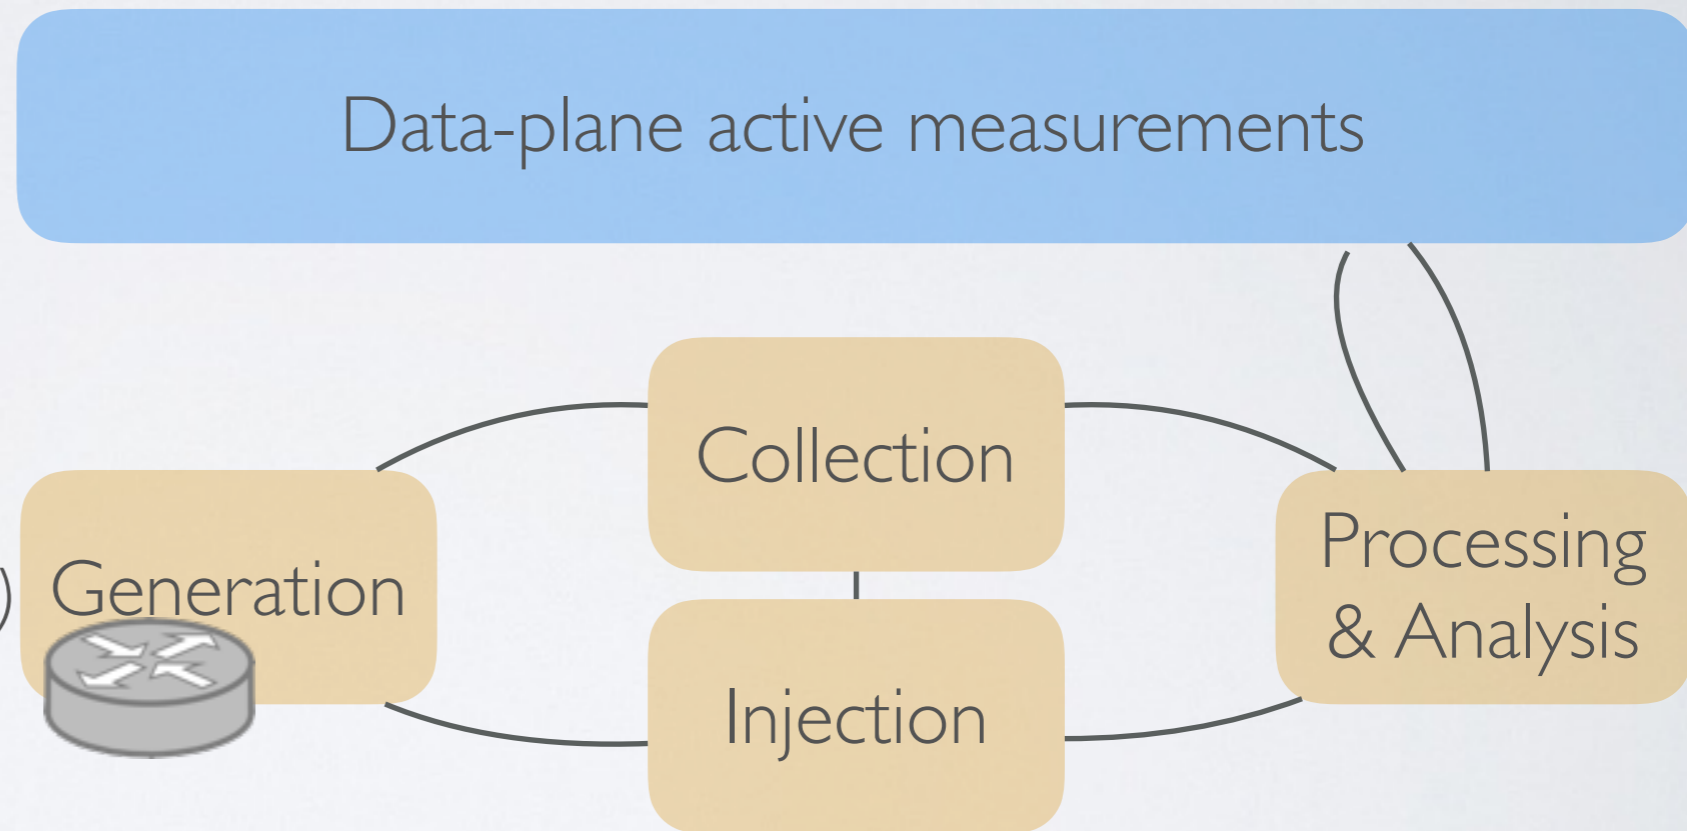 Data-plane active measurements
Collection
Generation
Processing
& Analysis
Injection